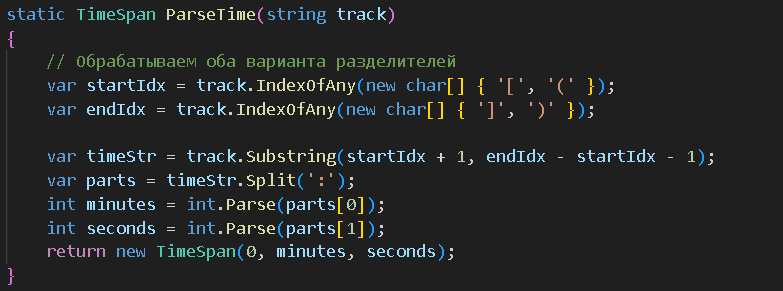 static TimeSpan ParseTime(string track)
{
    // Обрабатываем оба варианта разделителей
    var startIdx = track.IndexOfAny(new char[] { '[', '(' });
    var endIdx = track.IndexOfAny(new char[] { ']', ')' });

    var timeStr = track.Substring(startIdx + 1, endIdx - startIdx - 1);
    var parts = timeStr.Split(':');
    int minutes = int.Parse(parts[0]);
    int seconds = int.Parse(parts[1]);
    return new TimeSpan(0, minutes, seconds);
}